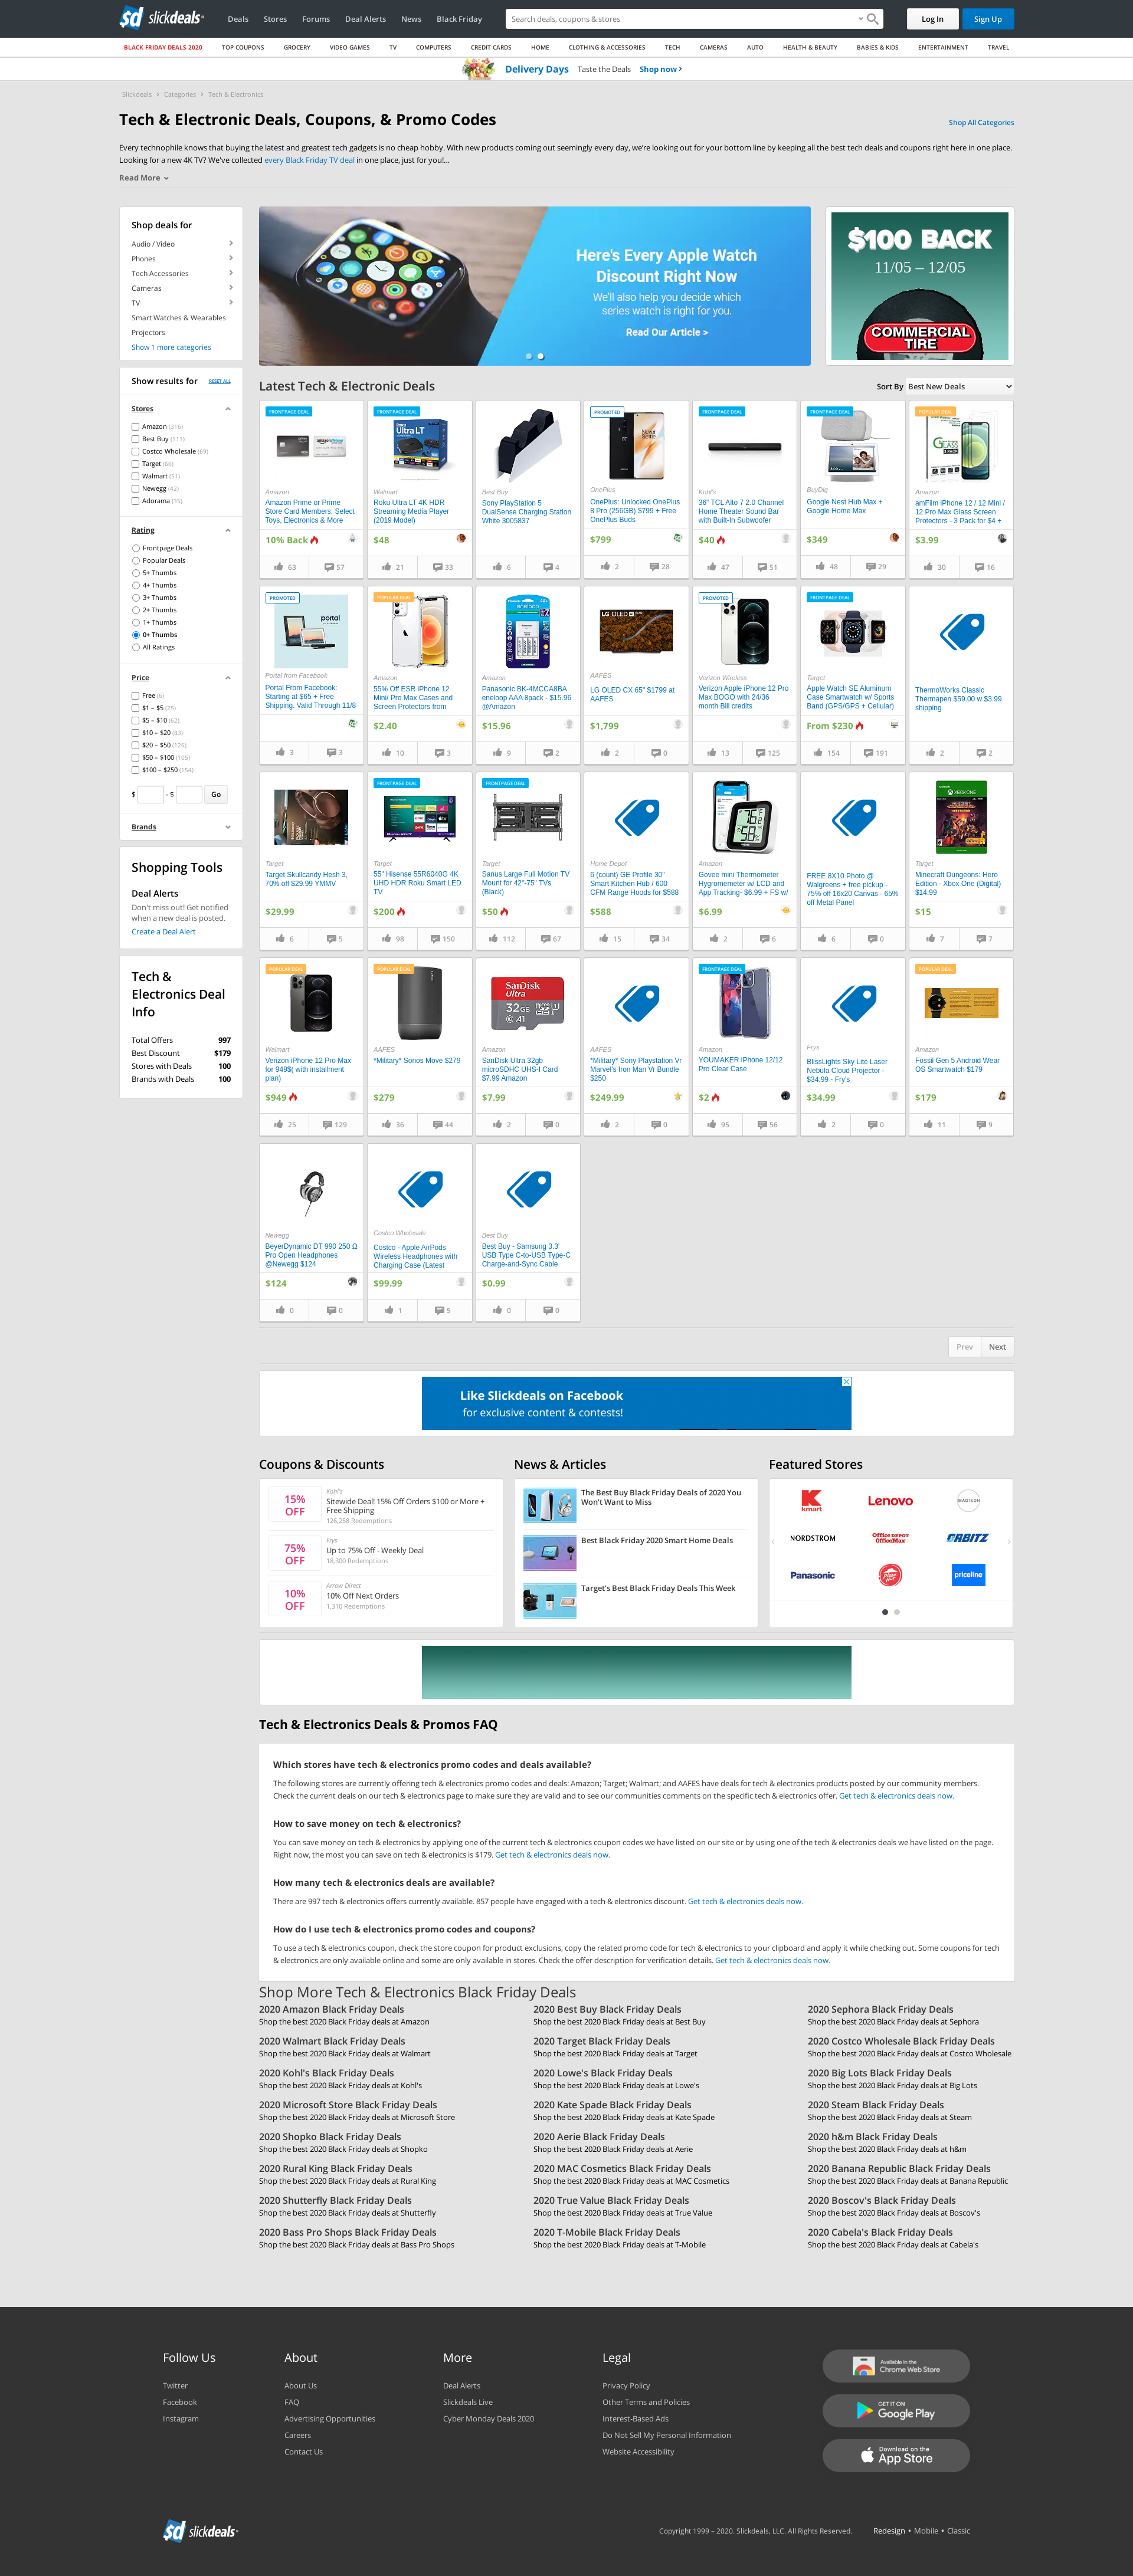 slickdeals
Deals
Stores
Forums
Deal Alerts
News
Black Friday
Search deals, coupons & stores
Log In
Sign Up
BLACK FRIDAY DEALS 2020
TOP COUPONS
GROCERY
VIDEO GAMES
TV
COMPUTERS
CREDIT CARDS
HOME
CLOTHING & ACCESSORIES
TECH
CAMERAS
AUTO
HEALTH & BEAUTY
BABIES & KIDS
ENTERTAINMENT
TRAVEL
Delivery Days Taste the Deals Shop now
Slickdeals
Categories
Tech & Electronics
Tech & Electronic Deals, Coupons, & Promo Codes
Shop All Categories
Every technophile knows that buying the latest and greatest tech gadgets is no cheap hobby. With new products coming out seemingly every day, we're looking out for your bottom line by keeping all the best tech deals and coupons right here in one place.
Looking for a new 4K TV? We've collected every Black Friday TV deal in one place, just for you!...
Read More
Shop deals for
Audio / Video
Phones
Tech Accessories
Cameras
TV
Smart Watches & Wearables
Projectors
Show 1 more categories
Show results for
RESET ALL
Stores
Amazon (316)
Best Buy (111)
Costco Wholesale (69)
Target (66)
Walmart (51)
Newegg (42)
Adorama (35)
Rating
Frontpage Deals
Popular Deals
5+ Thumbs
4+ Thumbs
3+ Thumbs
2+ Thumbs
1+ Thumbs
0+ Thumbs
All Ratings
Price
Free (6)
$1 – $5 (25)
$5 – $10 (62)
$10 – $20 (83)
$20 – $50 (126)
$50 – $100 (105)
$100 – $250 (154)
$ - $ Go
Brands
Shopping Tools
Deal Alerts
Don't miss out! Get notified
when a new deal is posted.
Create a Deal Alert
Tech &
Electronics Deal
Info
Total Offers 997
Best Discount $179
Stores with Deals 100
Brands with Deals 100
Here's Every Apple Watch
Discount Right Now
We'll also help you decide which
series watch is right for you.
Read Our Article >
$100 BACK
11/05 – 12/05
COMMERCIAL
TIRE
Latest Tech & Electronic Deals
Sort By Best New Deals
FRONTPAGE DEAL
Amazon
Amazon Prime or Prime
Store Card Members: Select
Toys, Electronics & More
10% Back
63 57
FRONTPAGE DEAL
Walmart
Roku Ultra LT 4K HDR
Streaming Media Player
(2019 Model)
$48
21 33
Best Buy
Sony PlayStation 5
DualSense Charging Station
White 3005837
6 4
PROMOTED
OnePlus
OnePlus: Unlocked OnePlus
8 Pro (256GB) $799 + Free
OnePlus Buds
$799
2 28
FRONTPAGE DEAL
Kohl's
36" TCL Alto 7 2.0 Channel
Home Theater Sound Bar
with Built-In Subwoofer
$40
47 51
FRONTPAGE DEAL
BuyDig
Google Nest Hub Max +
Google Home Max
$349
48 29
POPULAR DEAL
Amazon
amFilm iPhone 12 / 12 Mini /
12 Pro Max Glass Screen
Protectors - 3 Pack for $4 +
$3.99
30 16
PROMOTED
portal
Portal from Facebook
Portal From Facebook:
Starting at $65 + Free
Shipping. Valid Through 11/8
3 3
POPULAR DEAL
Amazon
55% Off ESR iPhone 12
Mini/ Pro Max Cases and
Screen Protectors from
$2.40
10 3
eneloop
Amazon
Panasonic BK-4MCCA8BA
eneloop AAA 8pack - $15.96
@Amazon
$15.96
9 2
LG OLED
AAFES
LG OLED CX 65" $1799 at
AAFES
$1,799
2 0
PROMOTED
Verizon Wireless
Verizon Apple iPhone 12 Pro
Max BOGO with 24/36
month Bill credits
13 125
FRONTPAGE DEAL
Target
Apple Watch SE Aluminum
Case Smartwatch w/ Sports
Band (GPS/GPS + Cellular)
From $230
154 191
ThermoWorks Classic
Thermapen $59.00 w $3.99
shipping
2 2
Target
Target Skullcandy Hesh 3,
70% off $29.99 YMMV
$29.99
6 5
FRONTPAGE DEAL
Target
55" Hisense 55R6040G 4K
UHD HDR Roku Smart LED
TV
$200
98 150
FRONTPAGE DEAL
Target
Sanus Large Full Motion TV
Mount for 42"-75" TVs
(Black)
$50
112 67
Home Depot
6 (count) GE Profile 30"
Smart Kitchen Hub / 600
CFM Range Hoods for $588
$588
15 34
Amazon
Govee mini Thermometer
Hygromemeter w/ LCD and
App Tracking- $6.99 + FS w/
$6.99
2 6
FREE 8X10 Photo @
Walgreens + free pickup -
75% off 16x20 Canvas - 65%
off Metal Panel
6 0
Target
Minecraft Dungeons: Hero
Edition - Xbox One (Digital)
$14.99
$15
7 7
POPULAR DEAL
Walmart
Verizon iPhone 12 Pro Max
for 949$( with installment
plan)
$949
25 129
POPULAR DEAL
AAFES
*Military* Sonos Move $279
$279
36 44
SanDisk
Ultra
32GB
Amazon
SanDisk Ultra 32gb
microSDHC UHS-I Card
$7.99 Amazon
$7.99
2 0
AAFES
*Military* Sony Playstation Vr
Marvel's Iron Man Vr Bundle
$250
$249.99
2 0
FRONTPAGE DEAL
Amazon
YOUMAKER iPhone 12/12
Pro Clear Case
$2
95 56
Frys
BlissLights Sky Lite Laser
Nebula Cloud Projector -
$34.99 - Fry's
$34.99
2 0
POPULAR DEAL
Amazon
Fossil Gen 5 Android Wear
OS Smartwatch $179
$179
11 9
Newegg
BeyerDynamic DT 990 250 Ω
Pro Open Headphones
@Newegg $124
$124
0 0
Costco Wholesale
Costco - Apple AirPods
Wireless Headphones with
Charging Case (Latest
$99.99
1 5
Best Buy
Best Buy - Samsung 3.3'
USB Type C-to-USB Type-C
Charge-and-Sync Cable
$0.99
0 0
Prev Next
Like Slickdeals on Facebook
for exclusive content & contests!
Coupons & Discounts
15%
OFF
Kohl's
Sitewide Deal! 15% Off Orders $100 or More +
Free Shipping
126,258 Redemptions
75%
OFF
Frys
Up to 75% Off - Weekly Deal
18,300 Redemptions
10%
OFF
Arrow Direct
10% Off Next Orders
1,310 Redemptions
News & Articles
The Best Buy Black Friday Deals of 2020 You
Won't Want to Miss
Best Black Friday 2020 Smart Home Deals
Target's Best Black Friday Deals This Week
Featured Stores
kmart
Lenovo
MADISON
NORDSTROM
Office DEPOT
OfficeMax
ORBITZ
Panasonic
priceline
Tech & Electronics Deals & Promos FAQ
Which stores have tech & electronics promo codes and deals available?
The following stores are currently offering tech & electronics promo codes and deals: Amazon; Target; Walmart; and AAFES have deals for tech & electronics products posted by our community members.
Check the current deals on our tech & electronics page to make sure they are valid and to see our communities comments on the specific tech & electronics offer. Get tech & electronics deals now.
How to save money on tech & electronics?
You can save money on tech & electronics by applying one of the current tech & electronics coupon codes we have listed on our site or by using one of the tech & electronics deals we have listed on the page.
Right now, the most you can save on tech & electronics is $179. Get tech & electronics deals now.
How many tech & electronics deals are available?
There are 997 tech & electronics offers currently available. 857 people have engaged with a tech & electronics discount. Get tech & electronics deals now.
How do I use tech & electronics promo codes and coupons?
To use a tech & electronics coupon, check the store coupon for product exclusions, copy the related promo code for tech & electronics to your clipboard and apply it while checking out. Some coupons for tech
& electronics are only available online and some are only available in stores. Check the offer description for verification details. Get tech & electronics deals now.
Shop More Tech & Electronics Black Friday Deals
2020 Amazon Black Friday Deals
Shop the best 2020 Black Friday deals at Amazon
2020 Best Buy Black Friday Deals
Shop the best 2020 Black Friday deals at Best Buy
2020 Sephora Black Friday Deals
Shop the best 2020 Black Friday deals at Sephora
2020 Walmart Black Friday Deals
Shop the best 2020 Black Friday deals at Walmart
2020 Target Black Friday Deals
Shop the best 2020 Black Friday deals at Target
2020 Costco Wholesale Black Friday Deals
Shop the best 2020 Black Friday deals at Costco Wholesale
2020 Kohl's Black Friday Deals
Shop the best 2020 Black Friday deals at Kohl's
2020 Lowe's Black Friday Deals
Shop the best 2020 Black Friday deals at Lowe's
2020 Big Lots Black Friday Deals
Shop the best 2020 Black Friday deals at Big Lots
2020 Microsoft Store Black Friday Deals
Shop the best 2020 Black Friday deals at Microsoft Store
2020 Kate Spade Black Friday Deals
Shop the best 2020 Black Friday deals at Kate Spade
2020 Steam Black Friday Deals
Shop the best 2020 Black Friday deals at Steam
2020 Shopko Black Friday Deals
Shop the best 2020 Black Friday deals at Shopko
2020 Aerie Black Friday Deals
Shop the best 2020 Black Friday deals at Aerie
2020 h&m Black Friday Deals
Shop the best 2020 Black Friday deals at h&m
2020 Rural King Black Friday Deals
Shop the best 2020 Black Friday deals at Rural King
2020 MAC Cosmetics Black Friday Deals
Shop the best 2020 Black Friday deals at MAC Cosmetics
2020 Banana Republic Black Friday Deals
Shop the best 2020 Black Friday deals at Banana Republic
2020 Shutterfly Black Friday Deals
Shop the best 2020 Black Friday deals at Shutterfly
2020 True Value Black Friday Deals
Shop the best 2020 Black Friday deals at True Value
2020 Boscov's Black Friday Deals
Shop the best 2020 Black Friday deals at Boscov's
2020 Bass Pro Shops Black Friday Deals
Shop the best 2020 Black Friday deals at Bass Pro Shops
2020 T-Mobile Black Friday Deals
Shop the best 2020 Black Friday deals at T-Mobile
2020 Cabela's Black Friday Deals
Shop the best 2020 Black Friday deals at Cabela's
Follow Us
Twitter
Facebook
Instagram
About
About Us
FAQ
Advertising Opportunities
Careers
Contact Us
More
Deal Alerts
Slickdeals Live
Cyber Monday Deals 2020
Legal
Privacy Policy
Other Terms and Policies
Interest-Based Ads
Do Not Sell My Personal Information
Website Accessibility
Available in the
Chrome Web Store
GET IT ON
Google Play
Download on the
App Store
slickdeals
Copyright 1999 – 2020. Slickdeals, LLC. All Rights Reserved.
Redesign • Mobile • Classic